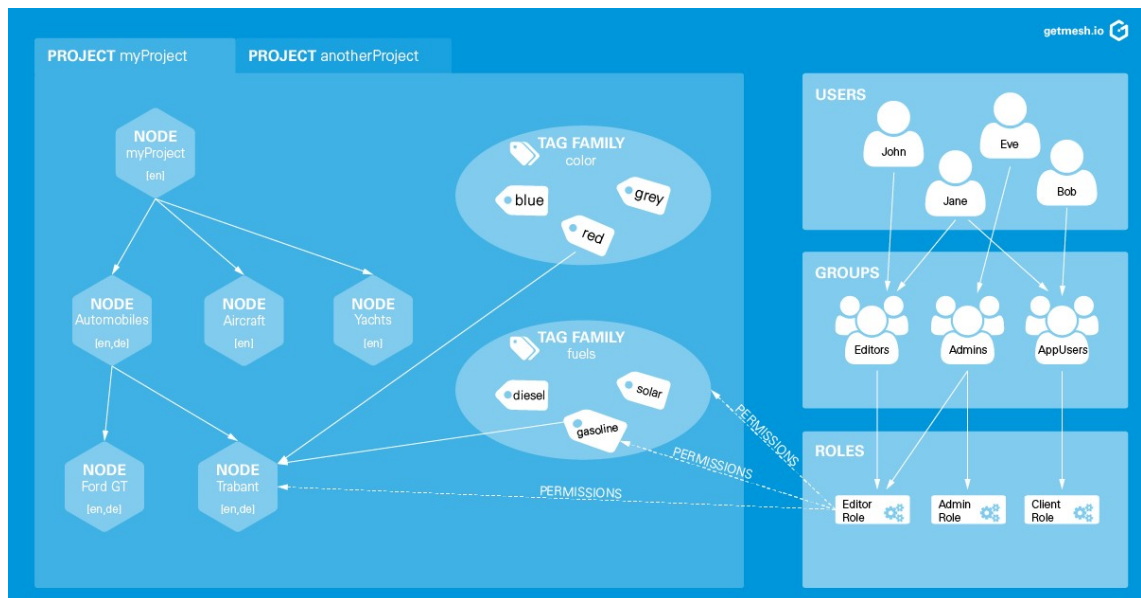 getmesh.io
PROJECT myProject
PROJECT anotherProject
NODE
myProject
[en]
NODE
Automobiles
[en,de]
NODE
Aircraft
[en]
NODE
Yachts
[en]
NODE
Ford GT
[en,de]
NODE
Trabant
[en,de]
TAG FAMILY
color
blue
grey
red
TAG FAMILY
fuels
diesel
solar
gasoline
PERMISSIONS
PERMISSIONS
PERMISSIONS
USERS
John
Jane
Eve
Bob
GROUPS
Editors
Admins
AppUsers
ROLES
Editor
Role
Admin
Role
Client
Role